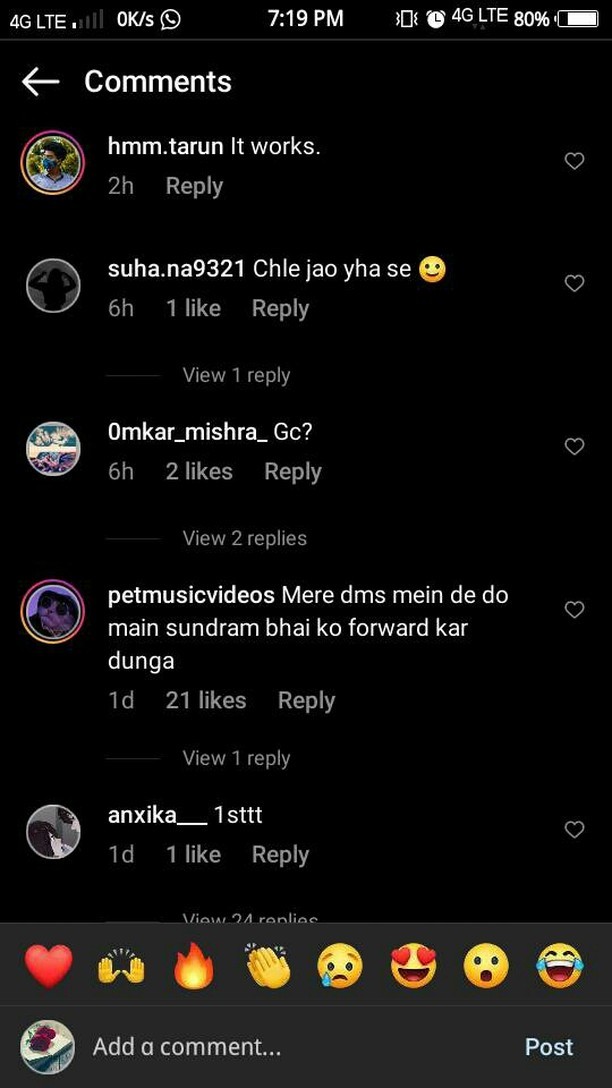 4G LTE 0K/s 7:19 PM 4G LTE 80%
Comments
hmm.tarun It works.
2h Reply
suha.na9321 Chle jao yha se 🙂
6h 1 like Reply
View 1 reply
0mkar_mishra_ Gc?
6h 2 likes Reply
View 2 replies
petmusicvideos Mere dms mein de do
main sundram bhai ko forward kar
dunga
1d 21 likes Reply
View 1 reply
anxika___ 1sttt
1d 1 like Reply
View 24 replies
Add a comment... Post